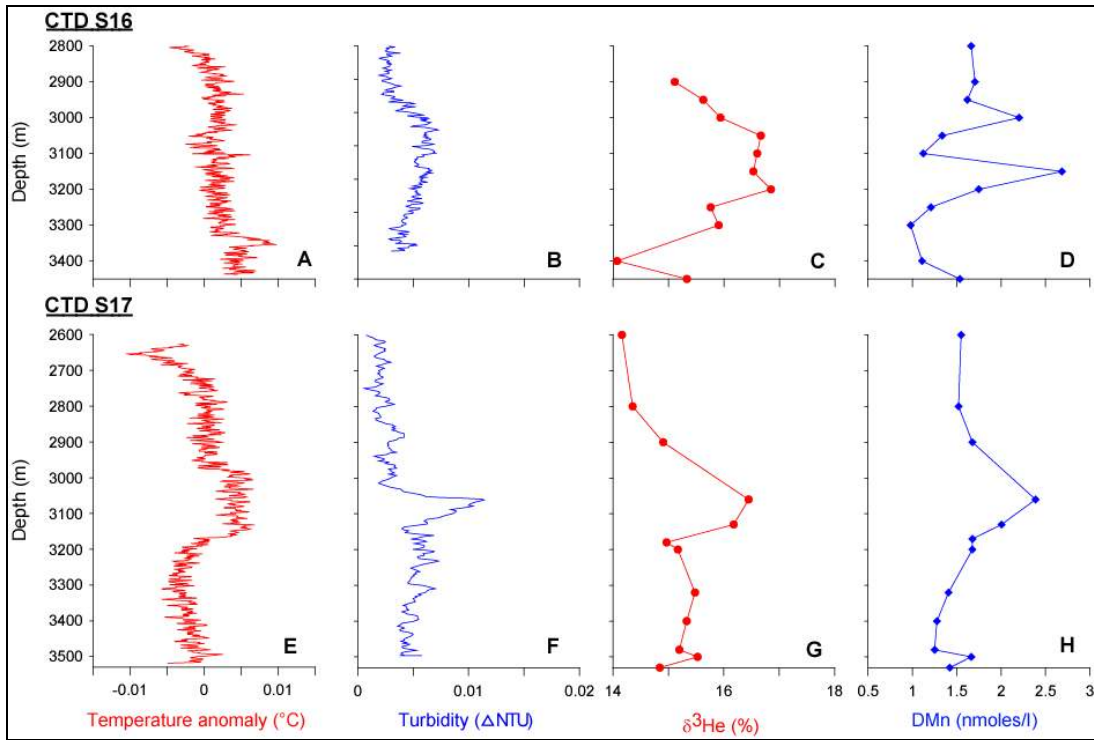 CTD S16
2800
2900
3000
3100
3200
3300
3400
Depth (m)
A
B
C
D
CTD S17
2600
2700
2800
2900
3000
3100
3200
3300
3400
3500
Depth (m)
E
F
G
H
-0.01 0 0.01
0 0.01 0.02
14 16 18
0.5 1 1.5 2 2.5 3
Temperature anomaly (°C)
Turbidity (ΔNTU)
δ³He (%)
DMn (nmoles/l)